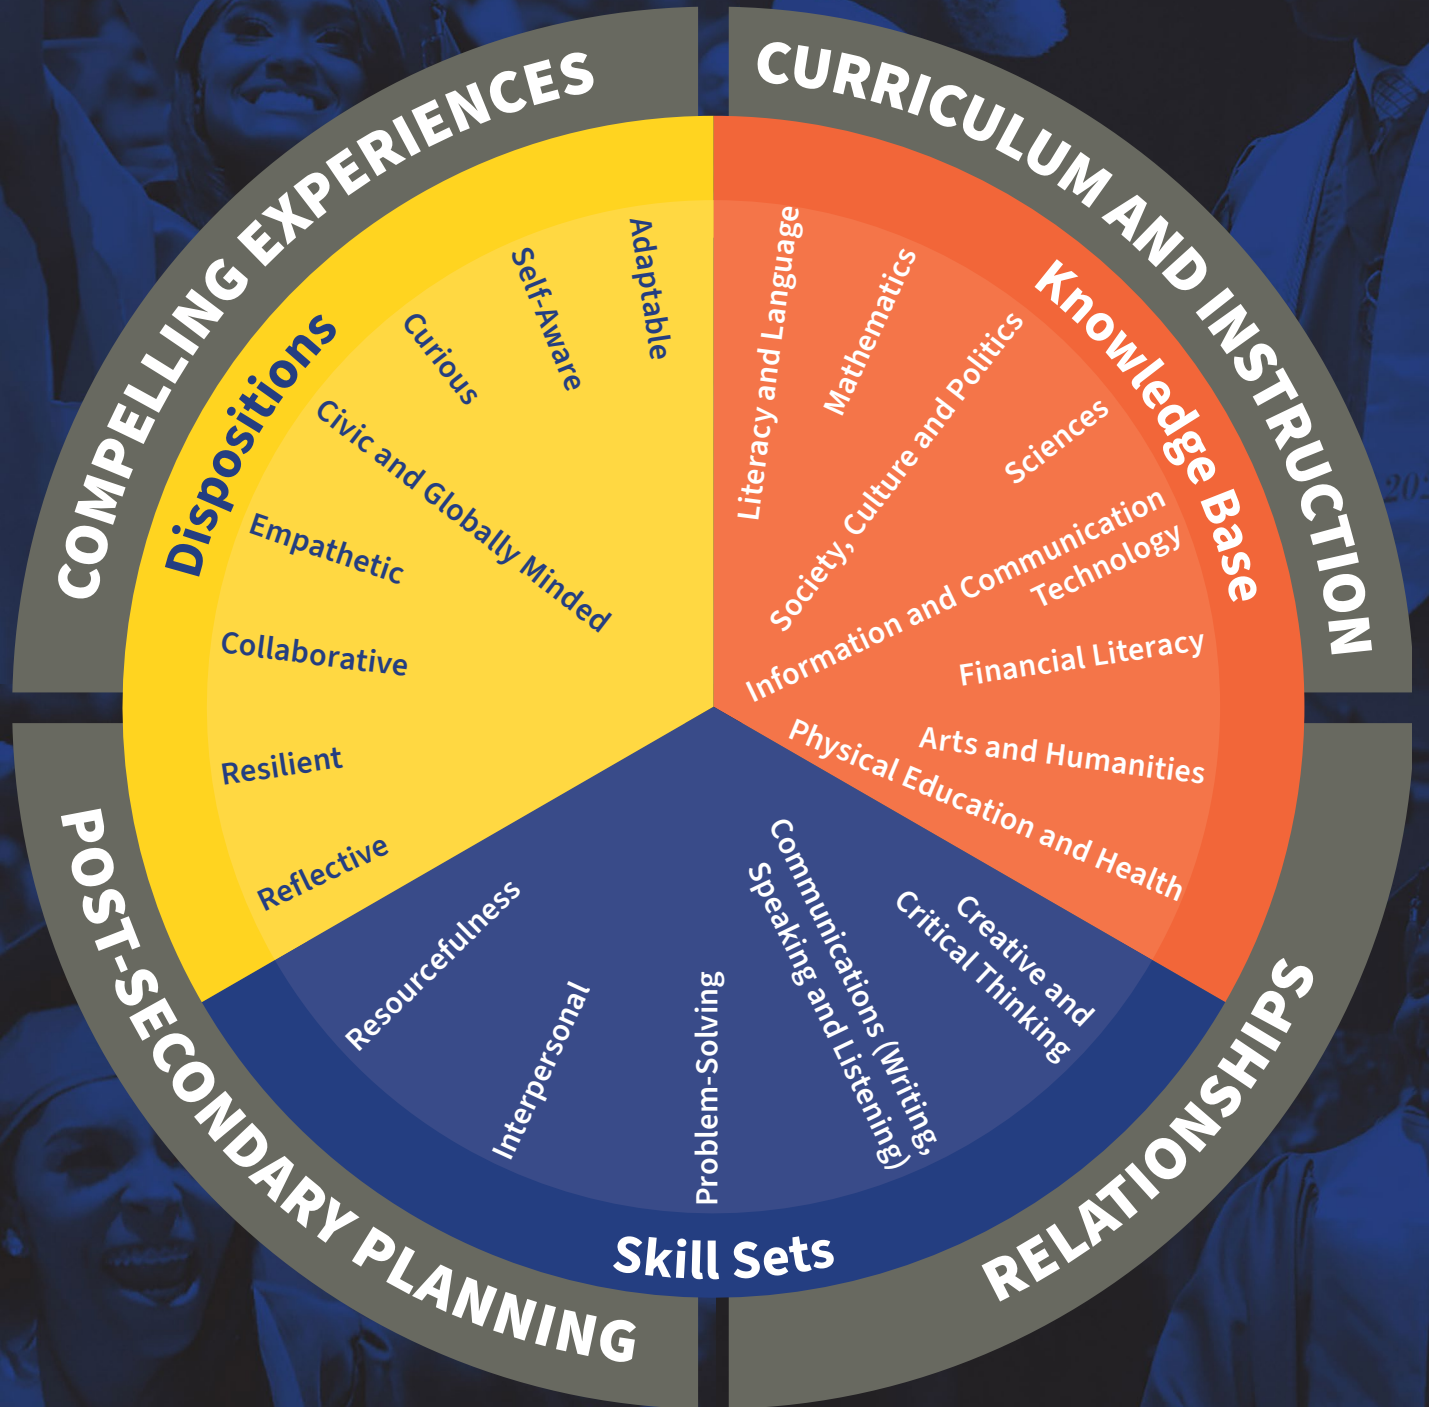 COMPELLING EXPERIENCES
CURRICULUM AND INSTRUCTION
RELATIONSHIPS
POST-SECONDARY PLANNING
Dispositions
Adaptable
Self-Aware
Curious
Civic and Globally Minded
Empathetic
Collaborative
Resilient
Reflective
Knowledge Base
Literacy and Language
Mathematics
Society, Culture and Politics
Sciences
Information and Communication
Technology
Financial Literacy
Arts and Humanities
Physical Education and Health
Skill Sets
Creative and
Critical Thinking
Communications (Writing,
Speaking and Listening)
Problem-Solving
Interpersonal
Resourcefulness